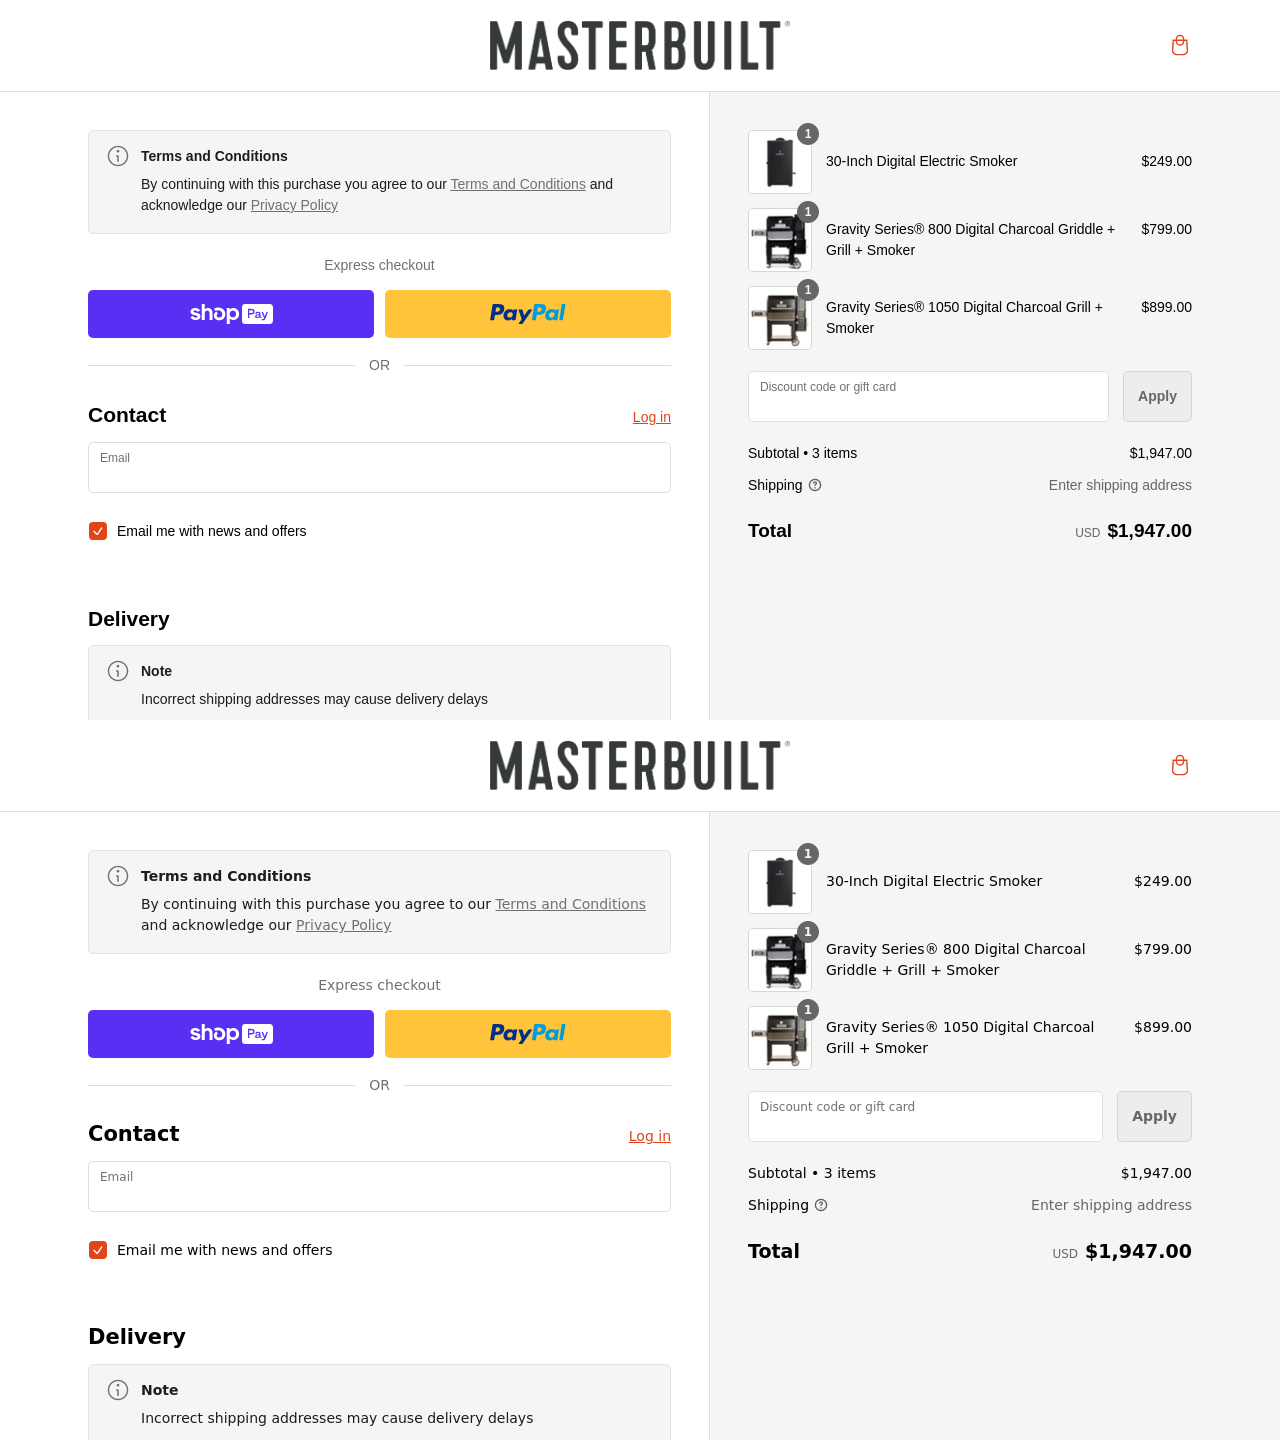 MASTERBUILT®
Terms and Conditions
By continuing with this purchase you agree to our Terms and Conditions and
acknowledge our Privacy Policy
Express checkout
shop Pay
PayPal
OR
Contact
Log in
Email
Email me with news and offers
Delivery
Note
Incorrect shipping addresses may cause delivery delays
1
30-Inch Digital Electric Smoker
$249.00
1
Gravity Series® 800 Digital Charcoal Griddle +
Grill + Smoker
$799.00
1
Gravity Series® 1050 Digital Charcoal Grill +
Smoker
$899.00
Discount code or gift card
Apply
Subtotal • 3 items
$1,947.00
Shipping
Enter shipping address
Total
USD $1,947.00
MASTERBUILT®
Terms and Conditions
By continuing with this purchase you agree to our Terms and Conditions
and acknowledge our Privacy Policy
Express checkout
shop Pay
PayPal
OR
Contact
Log in
Email
Email me with news and offers
Delivery
Note
Incorrect shipping addresses may cause delivery delays
1
30-Inch Digital Electric Smoker
$249.00
1
Gravity Series® 800 Digital Charcoal
Griddle + Grill + Smoker
$799.00
1
Gravity Series® 1050 Digital Charcoal
Grill + Smoker
$899.00
Discount code or gift card
Apply
Subtotal • 3 items
$1,947.00
Shipping
Enter shipping address
Total
USD $1,947.00